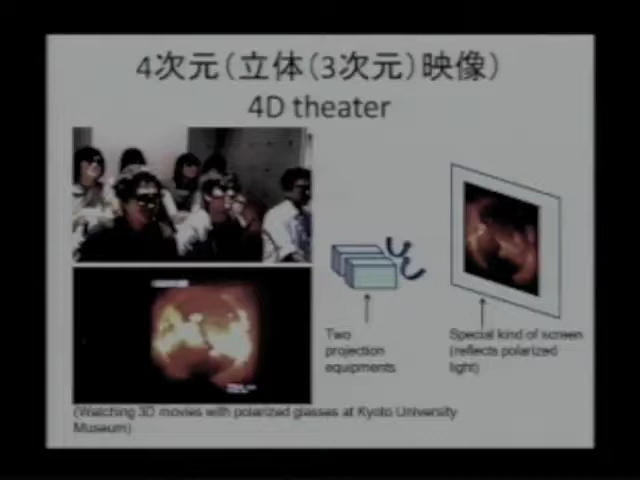 4次元(立体(3次元)映像)
4D theater
Two
projection
equipments
Special kind of screen
(reflects polarized
light)
(Watching 3D movies with polarized glasses at Kyoto University
Museum)